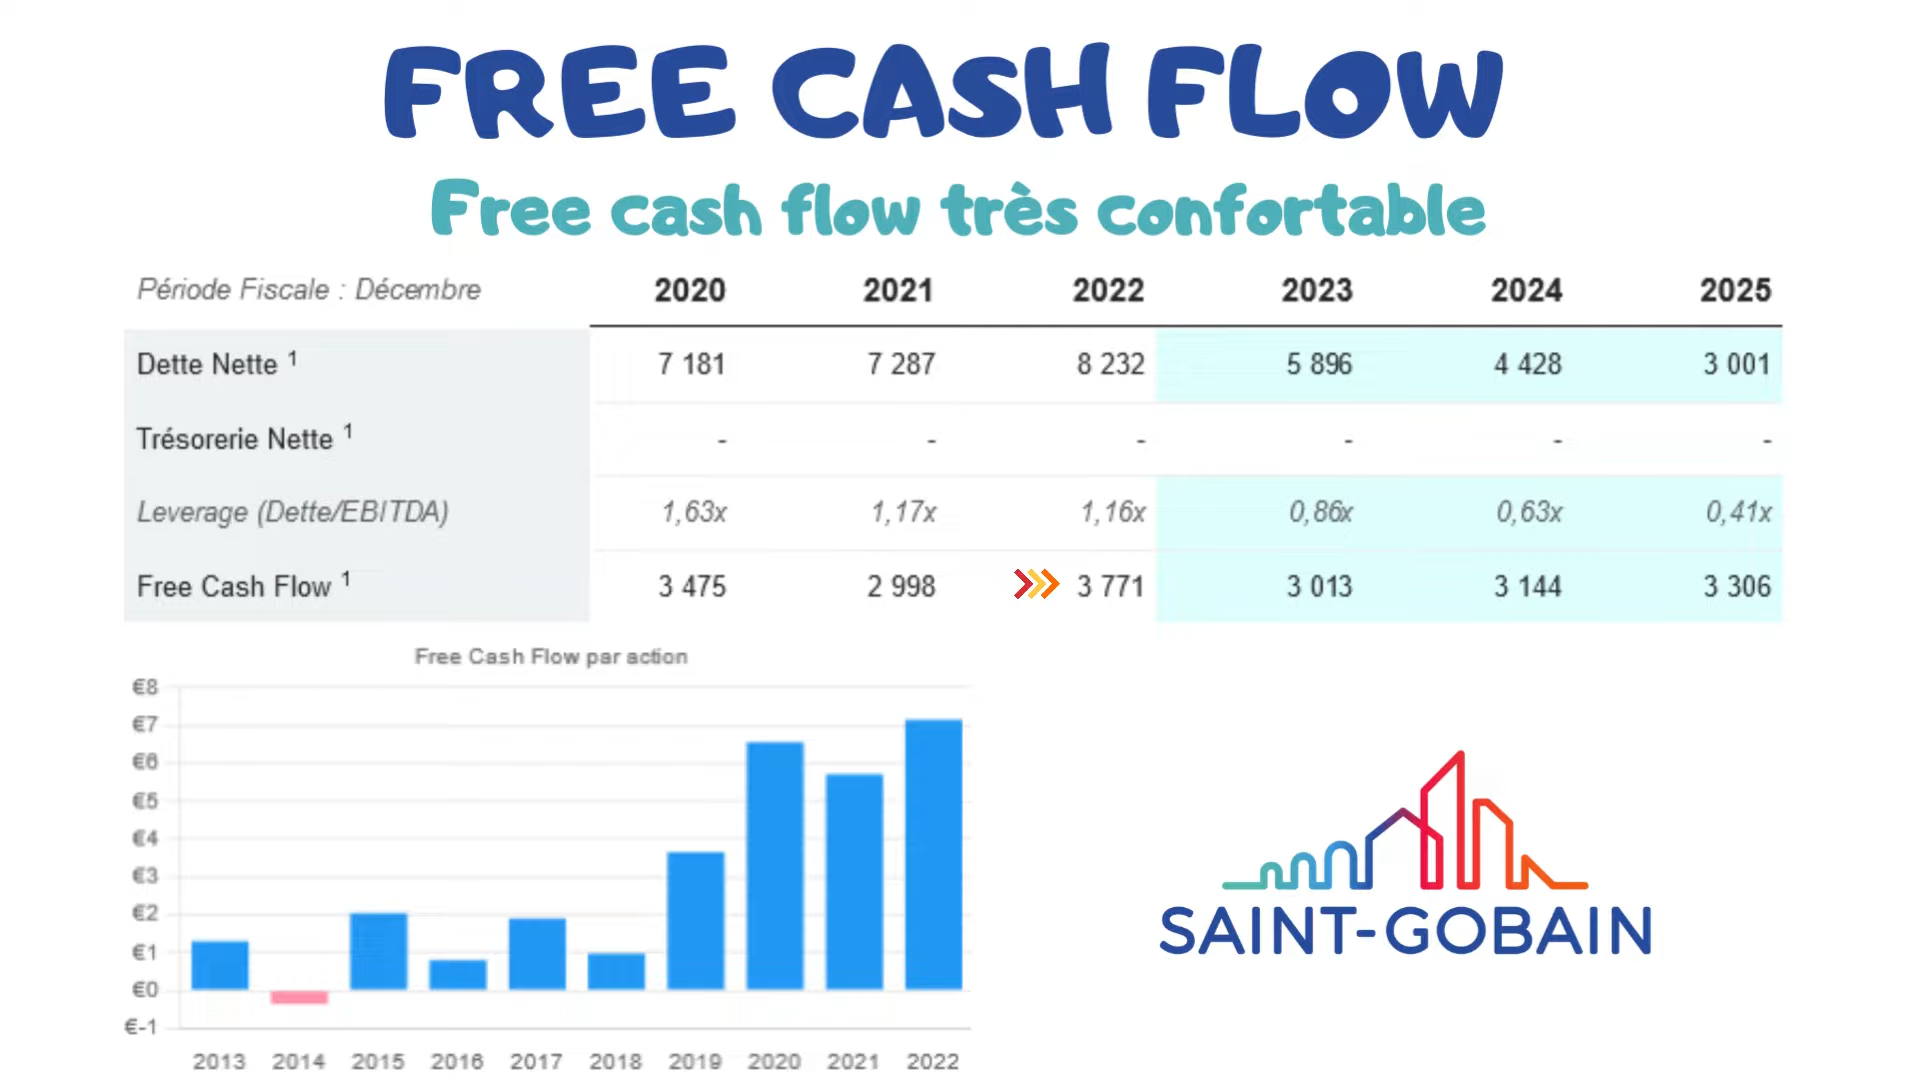 FREE CASH FLOW
Free cash flow très confortable
Période Fiscale : Décembre 2020 2021 2022 2023 2024 2025
Dette Nette ¹ 7 181 7 287 8 232 5 896 4 428 3 001
Trésorerie Nette ¹ - - - - - -
Leverage (Dette/EBITDA) 1,63x 1,17x 1,16x 0,86x 0,63x 0,41x
Free Cash Flow ¹ 3 475 2 998 3 771 3 013 3 144 3 306
Free Cash Flow par action
€8
€7
€6
€5
€4
€3
€2
€1
€0
€-1
2013 2014 2015 2016 2017 2018 2019 2020 2021 2022
SAINT-GOBAIN